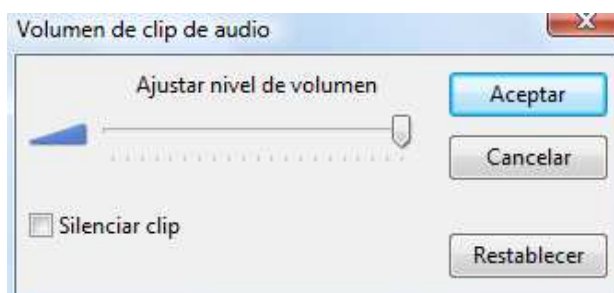 Volumen de clip de audio
Ajustar nivel de volumen
Aceptar
Cancelar
Silenciar clip
Restablecer